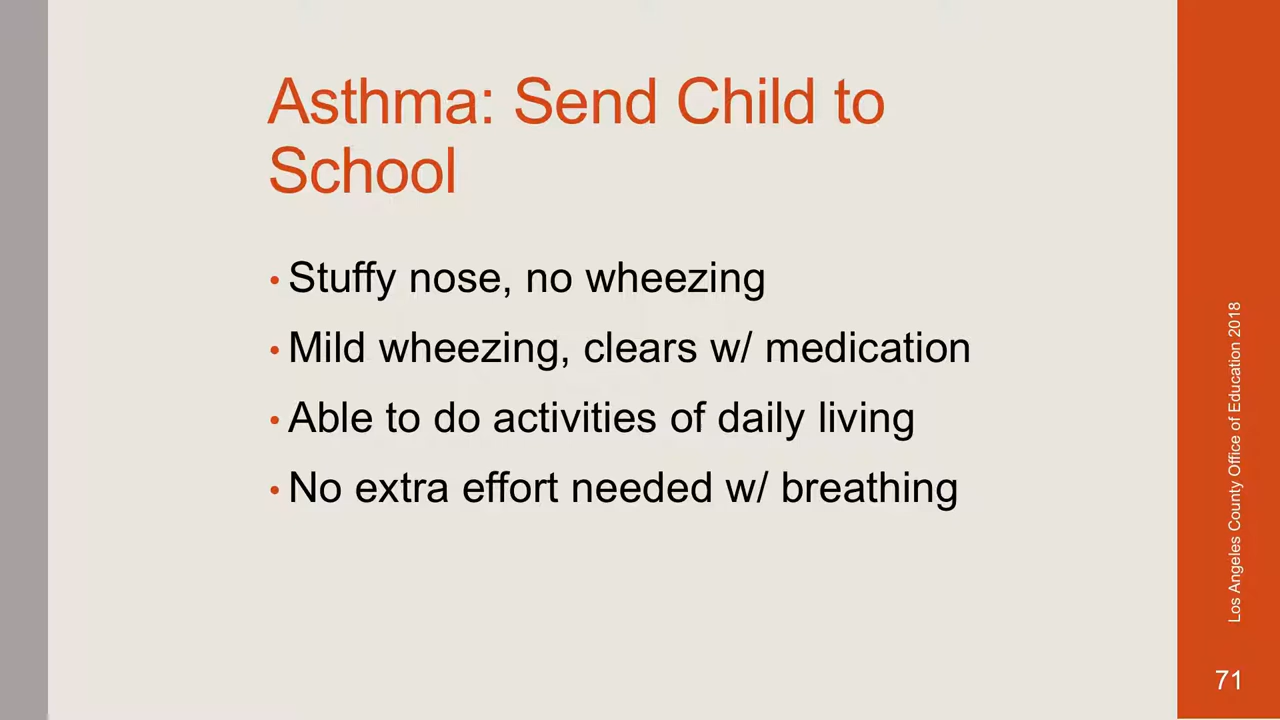 Asthma: Send Child to
School
• Stuffy nose, no wheezing
• Mild wheezing, clears w/ medication
• Able to do activities of daily living
• No extra effort needed w/ breathing
Los Angeles County Office of Education 2018
71